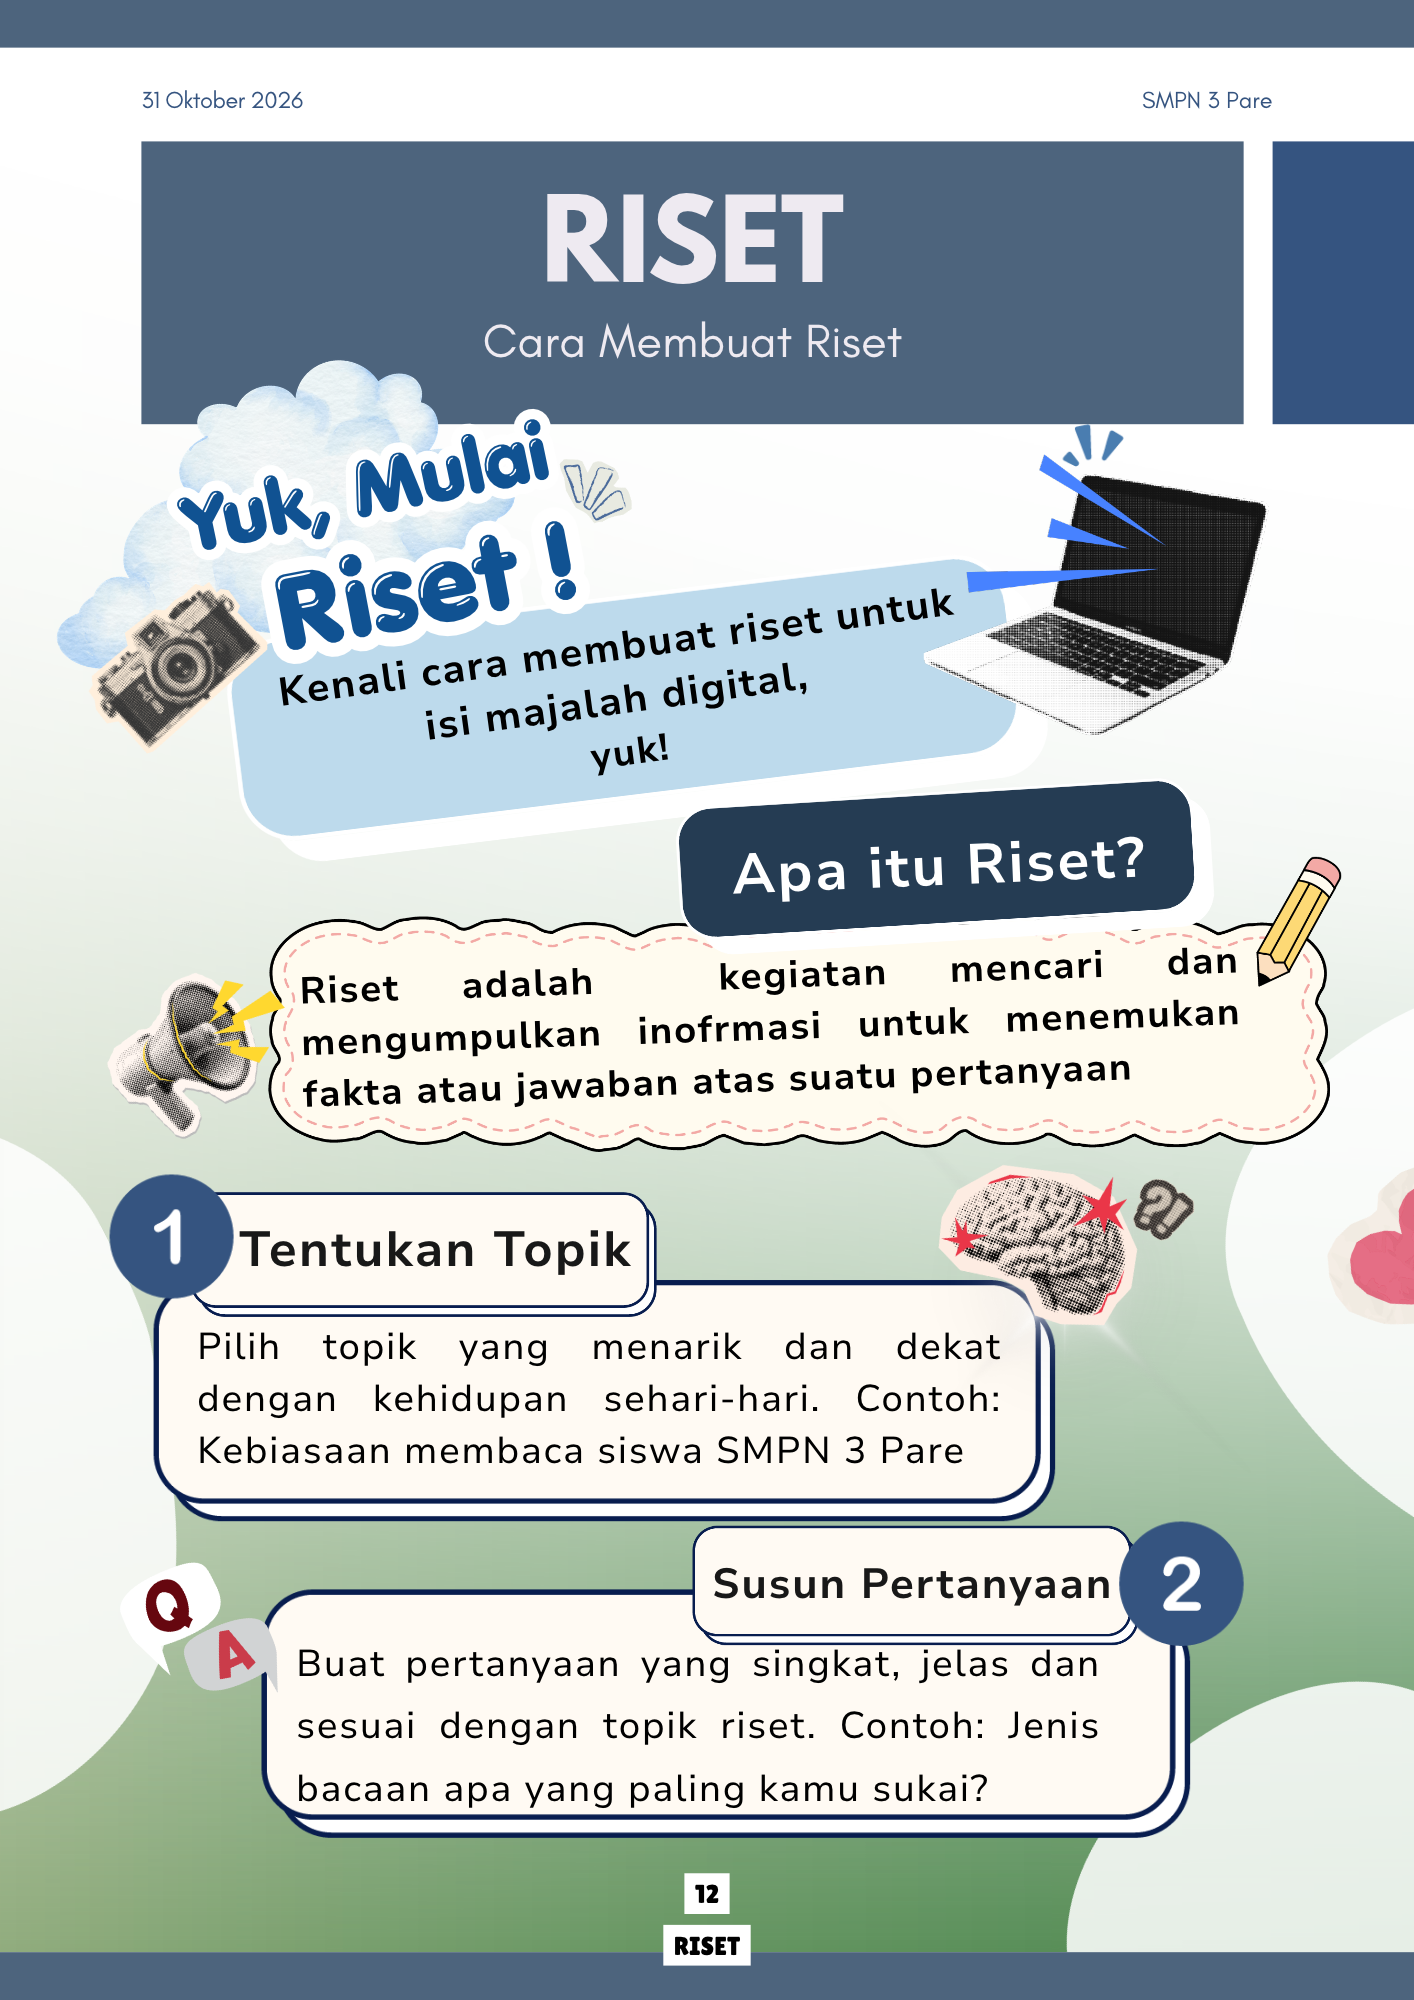 31 Oktober 2026
SMPN 3 Pare
RISET
Cara Membuat Riset
Yuk, Mulai
Riset !
Kenali cara membuat riset untuk
isi majalah digital,
yuk!
Apa itu Riset?
Riset adalah kegiatan mencari dan
mengumpulkan inofrmasi untuk menemukan
fakta atau jawaban atas suatu pertanyaan
1
Tentukan Topik
?!
Pilih topik yang menarik dan dekat
dengan kehidupan sehari-hari. Contoh:
Kebiasaan membaca siswa SMPN 3 Pare
Susun Pertanyaan
2
Q
A
Buat pertanyaan yang singkat, jelas dan
sesuai dengan topik riset. Contoh: Jenis
bacaan apa yang paling kamu sukai?
12
RISET